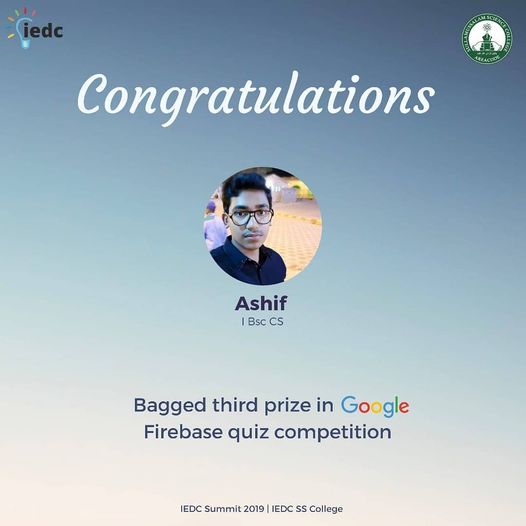 iedc
SULLAMUSSALAM SCIENCE COLLEGE
AREACODE
Congratulations
Ashif
I Bsc CS
Bagged third prize in Google
Firebase quiz competition
IEDC Summit 2019 | IEDC SS College